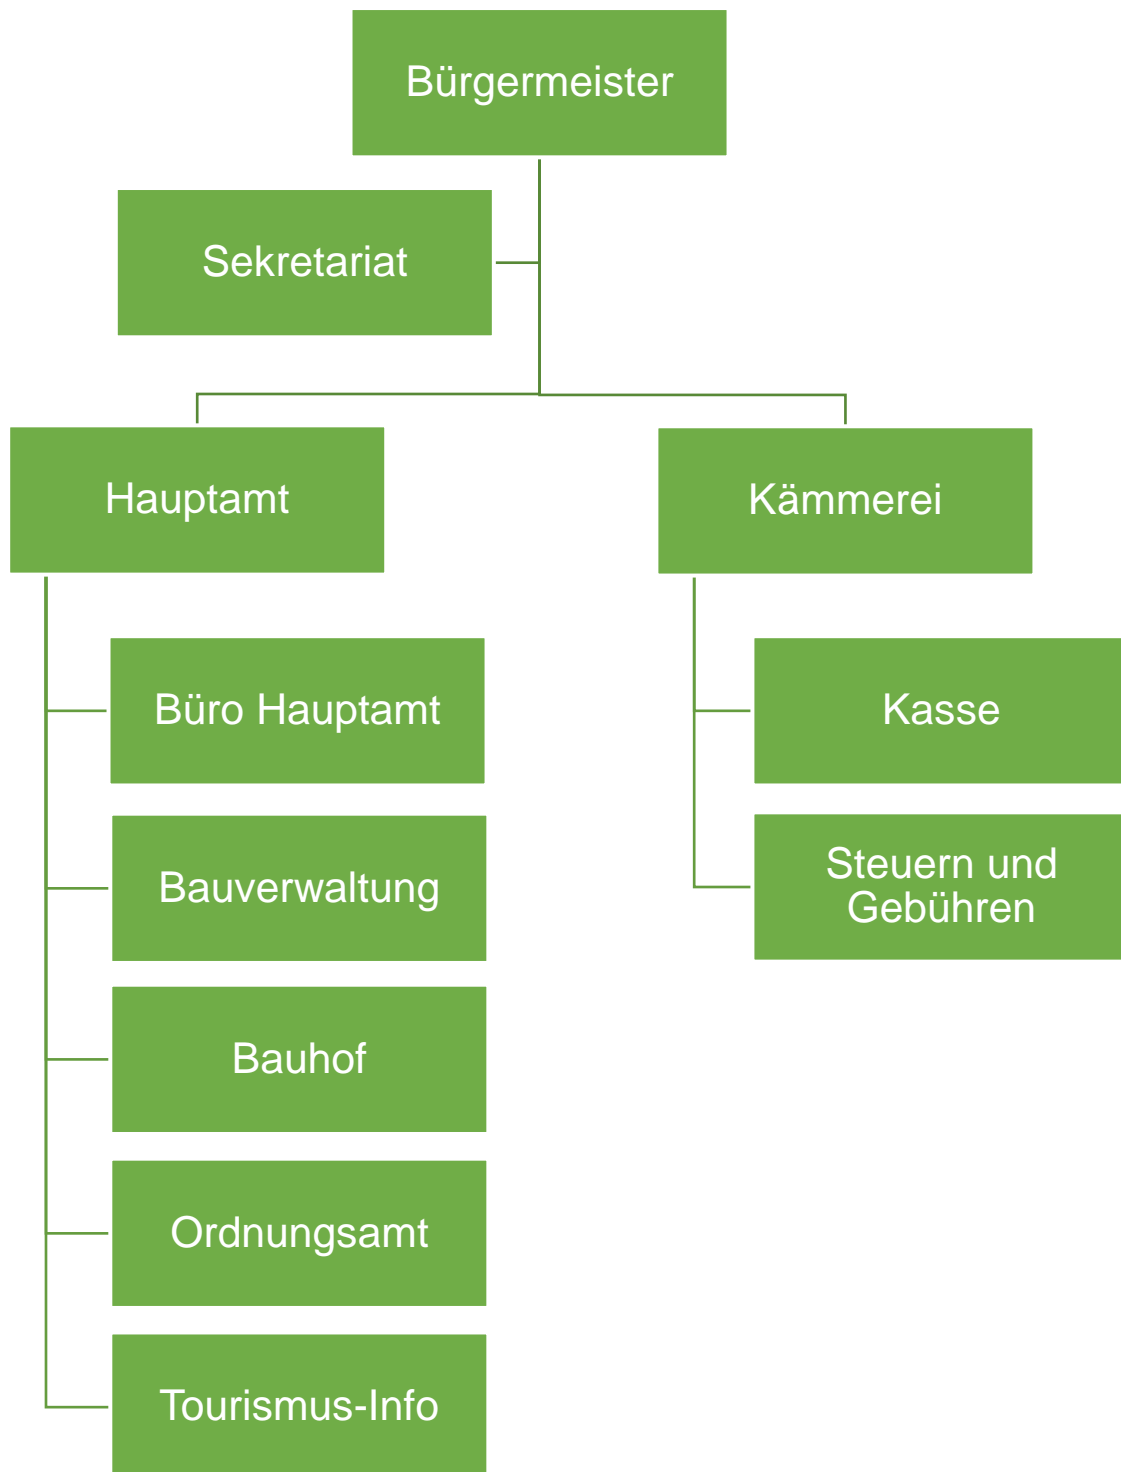 Bürgermeister
Sekretariat
Hauptamt
Kämmerei
Büro Hauptamt
Kasse
Bauverwaltung
Steuern und
Gebühren
Bauhof
Ordnungsamt
Tourismus-Info